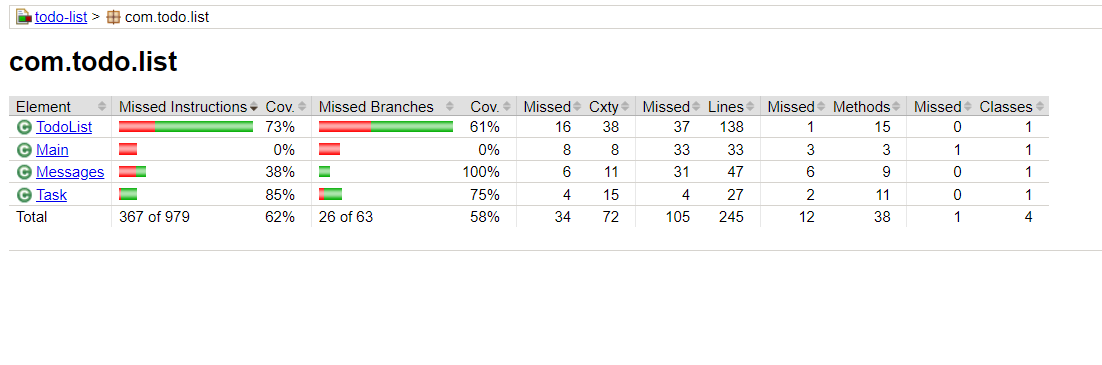 todo-list > com.todo.list
com.todo.list
Element Missed Instructions Cov. Missed Branches Cov. Missed Cxty Missed Lines Missed Methods Missed Classes
C TodoList 73% 61% 16 38 37 138 1 15 0 1
C Main 0% 0% 8 8 33 33 3 3 1 1
C Messages 38% 100% 6 11 31 47 6 9 0 1
C Task 85% 75% 4 15 4 27 2 11 0 1
Total 367 of 979 62% 26 of 63 58% 34 72 105 245 12 38 1 4